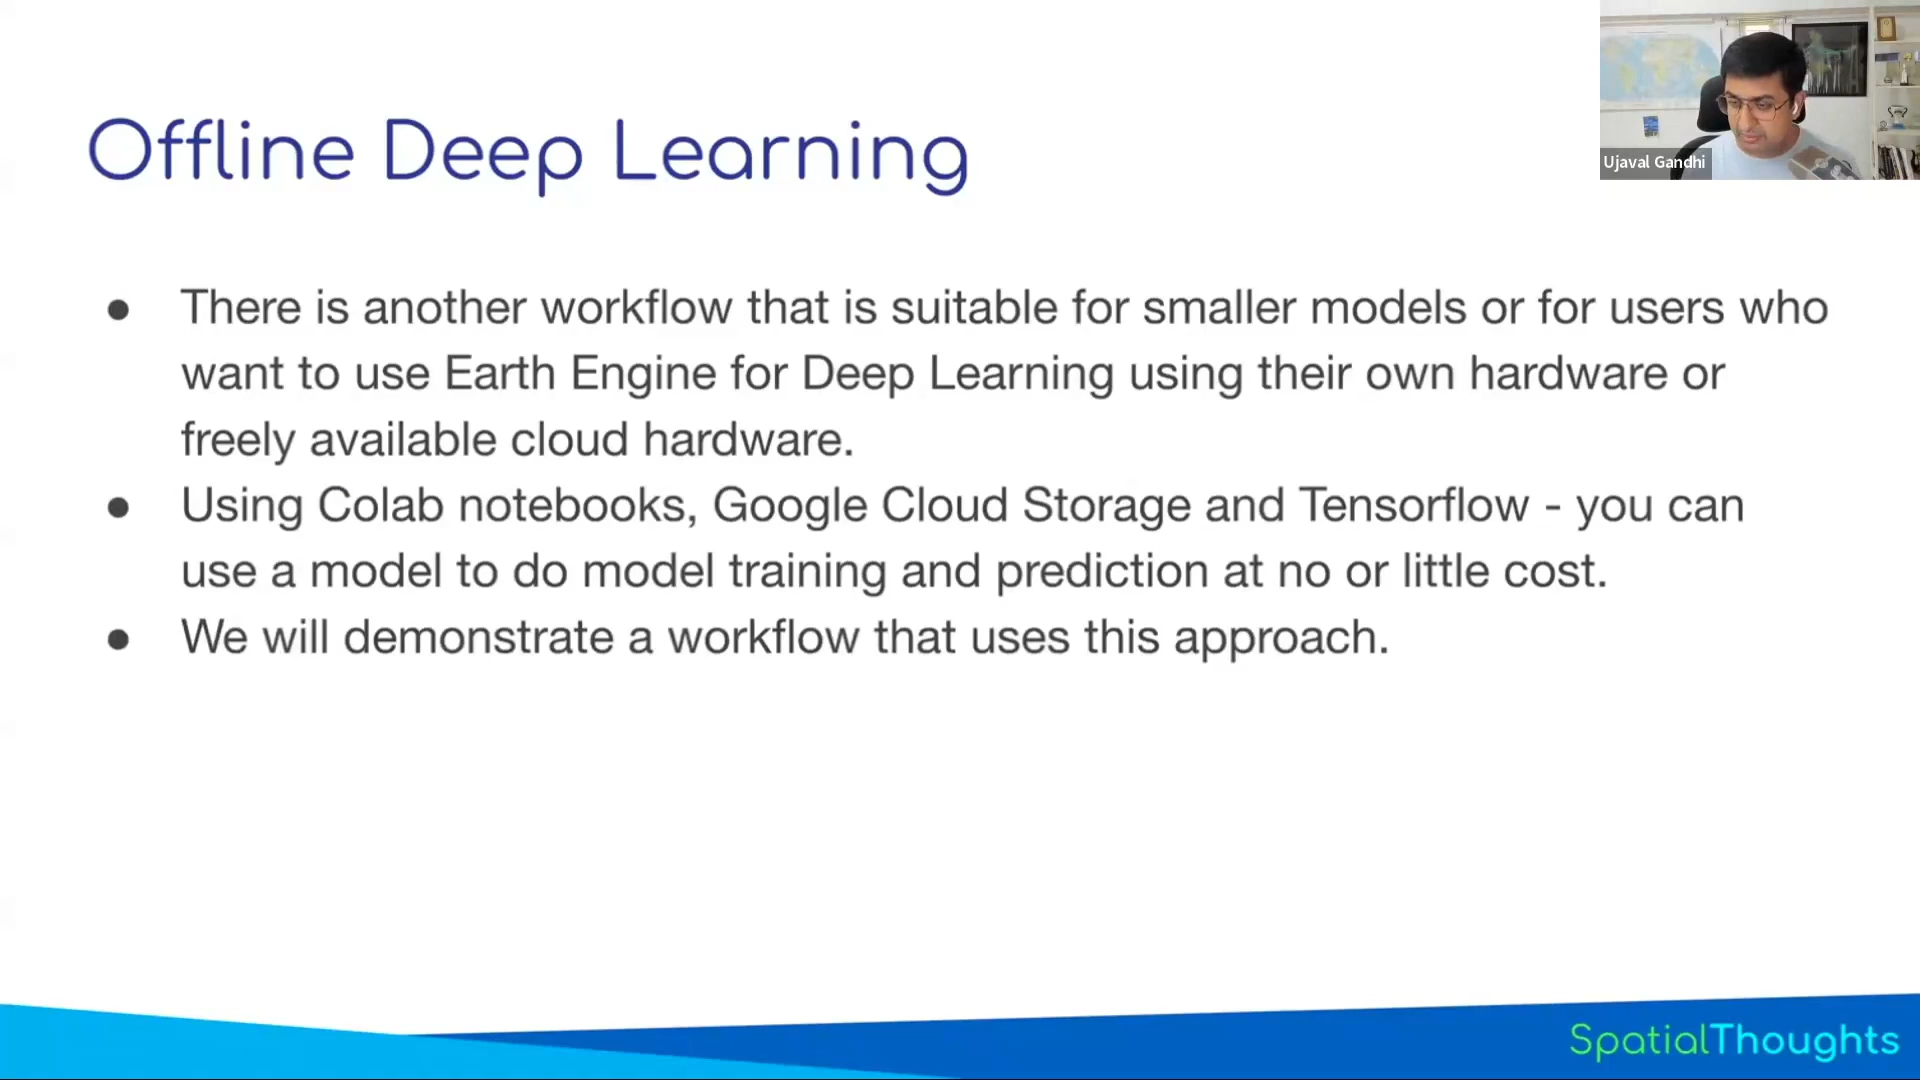 Offline Deep Learning
Ujaval Gandhi
● There is another workflow that is suitable for smaller models or for users who
want to use Earth Engine for Deep Learning using their own hardware or
freely available cloud hardware.
● Using Colab notebooks, Google Cloud Storage and Tensorflow - you can
use a model to do model training and prediction at no or little cost.
● We will demonstrate a workflow that uses this approach.
SpatialThoughts